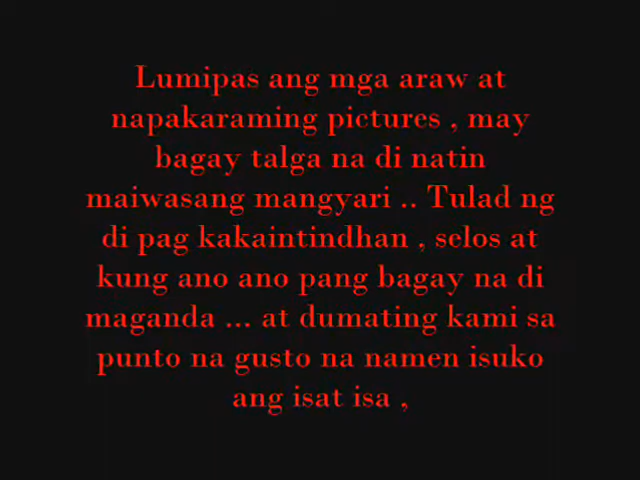 Lumipas ang mga araw at
napakaraming pictures , may
bagay talga na di natin
maiwasang mangyari .. Tulad ng
di pag kakaintindhan , selos at
kung ano ano pang bagay na di
maganda ... at dumating kami sa
punto na gusto na namen isuko
ang isat isa ,